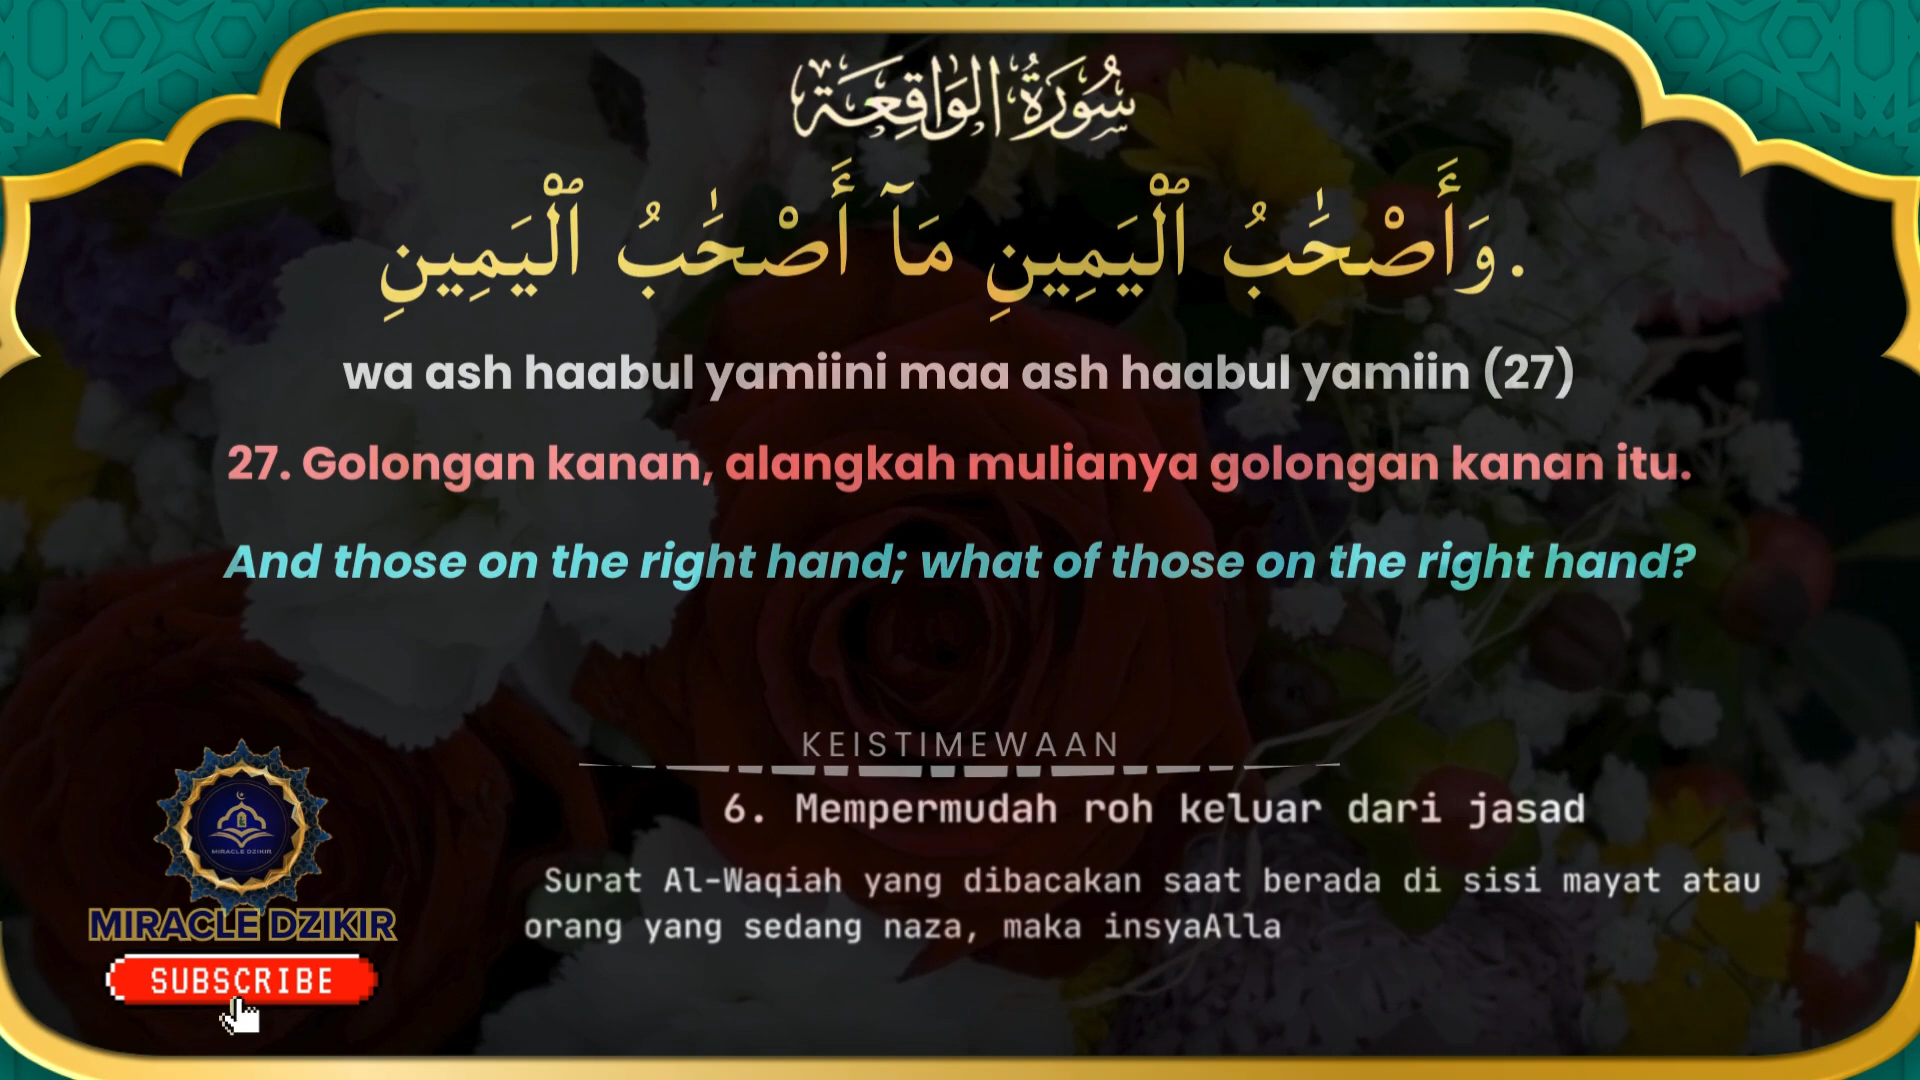 سُورَةُ الوَاقِعَة
وَأَصْحَٰبُ ٱلْيَمِينِ مَآ أَصْحَٰبُ ٱلْيَمِينِ.
wa ash haabul yamiini maa ash haabul yamiin (27)
27. Golongan kanan, alangkah mulianya golongan kanan itu.
And those on the right hand; what of those on the right hand?
KEISTIMEWAAN
6. Mempermudah roh keluar dari jasad
Surat Al-Waqiah yang dibacakan saat berada di sisi mayat atau
orang yang sedang naza, maka insyaAlla
MIRACLE DZIKIR
MIRACLE DZIKIR
SUBSCRIBE